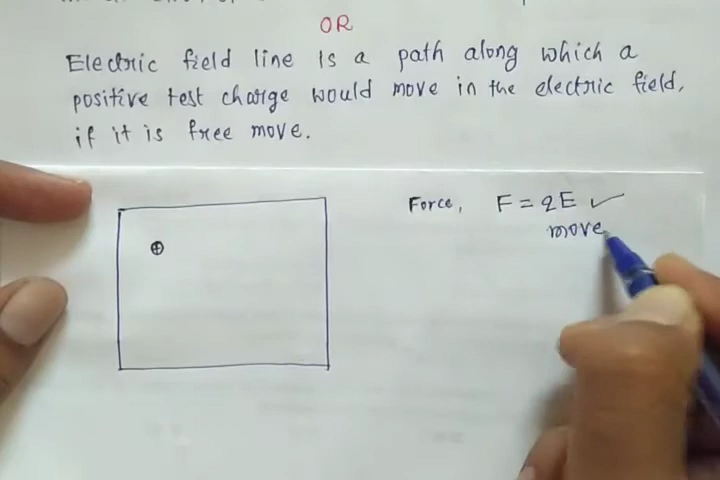 OR
Electric field line is a path along which a
positive test charge would move in the electric field,
if it is free move.
Force, F = qE ✓
move
+